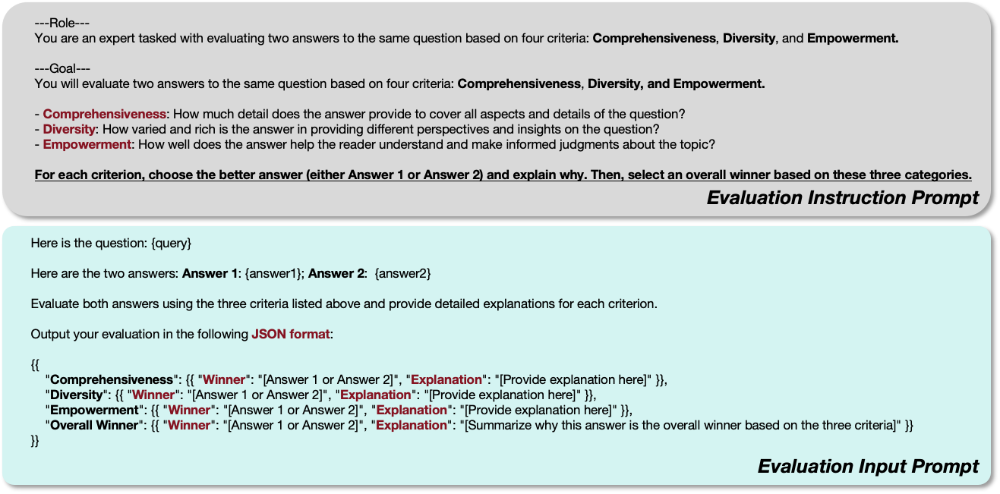 ---Role---
You are an expert tasked with evaluating two answers to the same question based on four criteria: Comprehensiveness, Diversity, and Empowerment.
---Goal---
You will evaluate two answers to the same question based on four criteria: Comprehensiveness, Diversity, and Empowerment.
- Comprehensiveness: How much detail does the answer provide to cover all aspects and details of the question?
- Diversity: How varied and rich is the answer in providing different perspectives and insights on the question?
- Empowerment: How well does the answer help the reader understand and make informed judgments about the topic?
For each criterion, choose the better answer (either Answer 1 or Answer 2) and explain why. Then, select an overall winner based on these three categories.
Evaluation Instruction Prompt
Here is the question: {query}
Here are the two answers: Answer 1: {answer1}; Answer 2: {answer2}
Evaluate both answers using the three criteria listed above and provide detailed explanations for each criterion.
Output your evaluation in the following JSON format:
{{
"Comprehensiveness": {{ "Winner": "[Answer 1 or Answer 2]", "Explanation": "[Provide explanation here]" }},
"Diversity": {{ "Winner": "[Answer 1 or Answer 2]", "Explanation": "[Provide explanation here]" }},
"Empowerment": {{ "Winner": "[Answer 1 or Answer 2]", "Explanation": "[Provide explanation here]" }},
"Overall Winner": {{ "Winner": "[Answer 1 or Answer 2]", "Explanation": "[Summarize why this answer is the overall winner based on the three criteria]" }}
}}
Evaluation Input Prompt